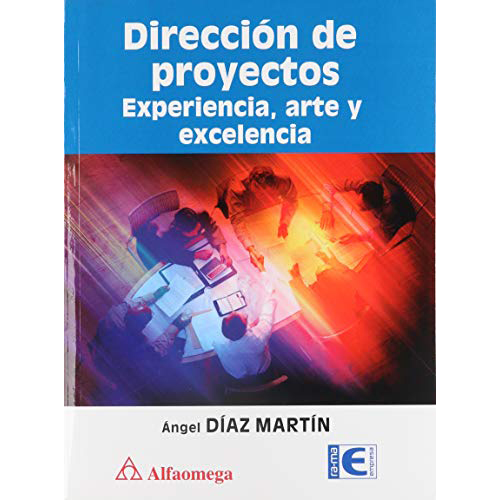 Dirección de
proyectos
Experiencia, arte y
excelencia
Ángel DÍAZ MARTÍN
Alfaomega
ra-ma
E
empresa